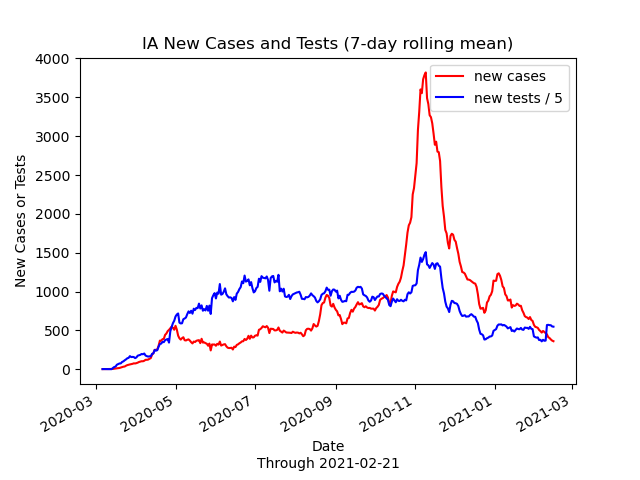 IA New Cases and Tests (7-day rolling mean)
new cases
new tests / 5
New Cases or Tests
4000
3500
3000
2500
2000
1500
1000
500
0
2020-03
2020-05
2020-07
2020-09
2020-11
2021-01
2021-03
Date
Through 2021-02-21